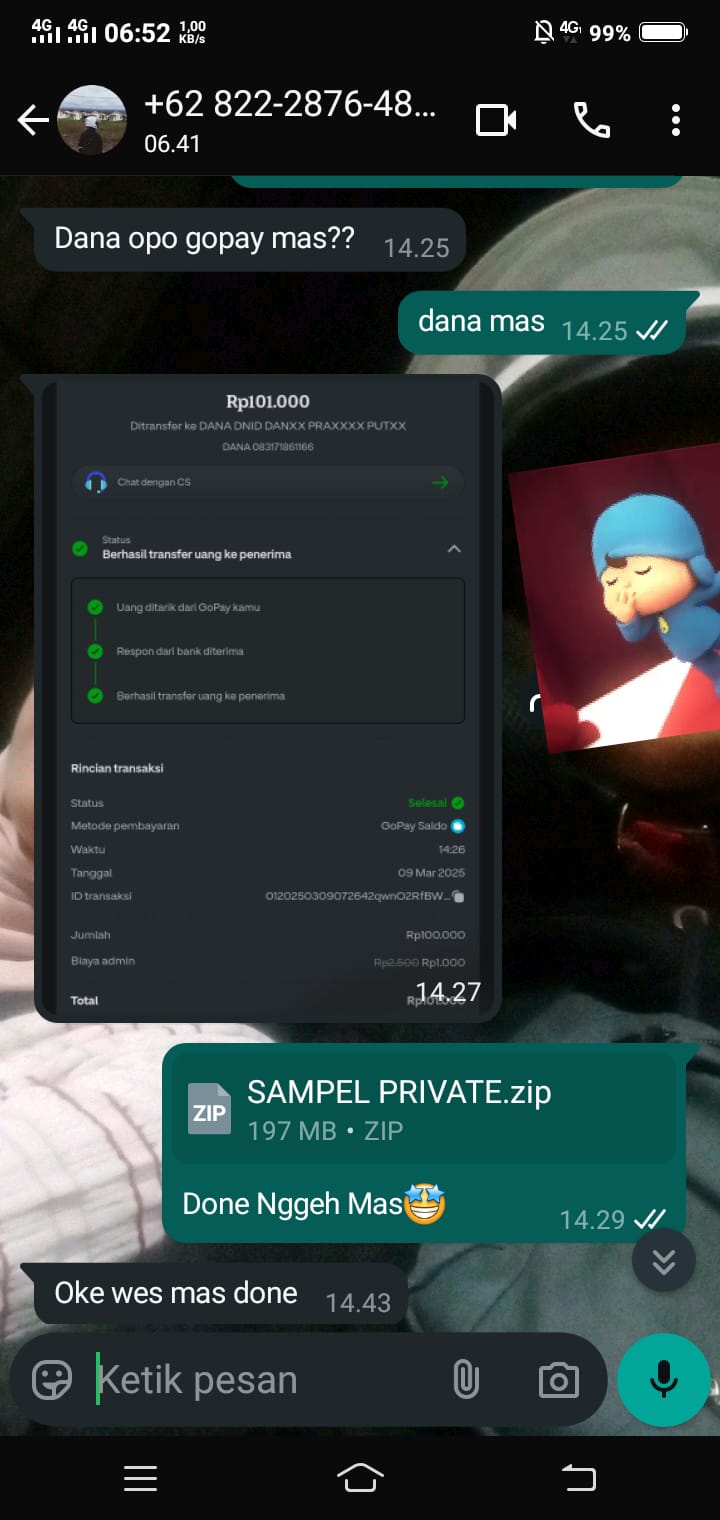 4G 4G 06:52 1,00 KB/s 4G 99%
+62 822-2876-48...
06.41
Dana opo gopay mas?? 14.25
dana mas 14.25
Rp101.000
Ditransfer ke DANA DNID DANXX PRAXXXX PUTXX
DANA 083171861166
Chat dengan CS
Status
Berhasil transfer uang ke penerima
Uang ditarik dari GoPay kamu
Respon dari bank diterima
Berhasil transfer uang ke penerima
Rincian transaksi
Status Selesai
Metode pembayaran GoPay Saldo
Waktu 14:26
Tanggal 09 Mar 2025
ID transaksi 0120250309072642qwnO2RfBW...
Jumlah Rp100.000
Biaya admin Rp2.500 Rp1.000
Total Rp101.000
14.27
ZIP
SAMPEL PRIVATE.zip
197 MB • ZIP
Done Nggeh Mas🤩 14.29
Oke wes mas done 14.43
Ketik pesan